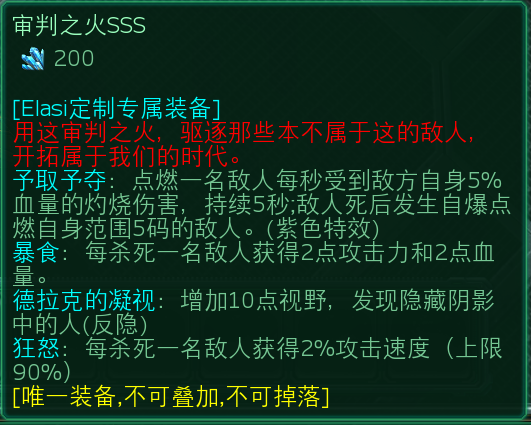 审判之火SSS
200
[Elasi定制专属装备]
用这审判之火，驱逐那些本不属于这的敌人，
开拓属于我们的时代。
予取予夺：点燃一名敌人每秒受到敌方自身5%
血量的灼烧伤害，持续5秒;敌人死后发生自爆点
燃自身范围5码的敌人。(紫色特效)
暴食：每杀死一名敌人获得2点攻击力和2点血
量。
德拉克的凝视：增加10点视野，发现隐藏阴影
中的人(反隐)
狂怒：每杀死一名敌人获得2%攻击速度（上限
90%）
[唯一装备,不可叠加,不可掉落]